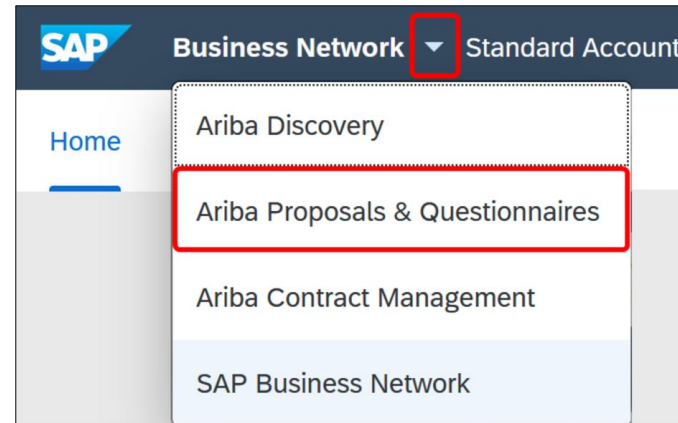 SAP Business Network Standard Account
Home
Ariba Discovery
Ariba Proposals & Questionnaires
Ariba Contract Management
SAP Business Network